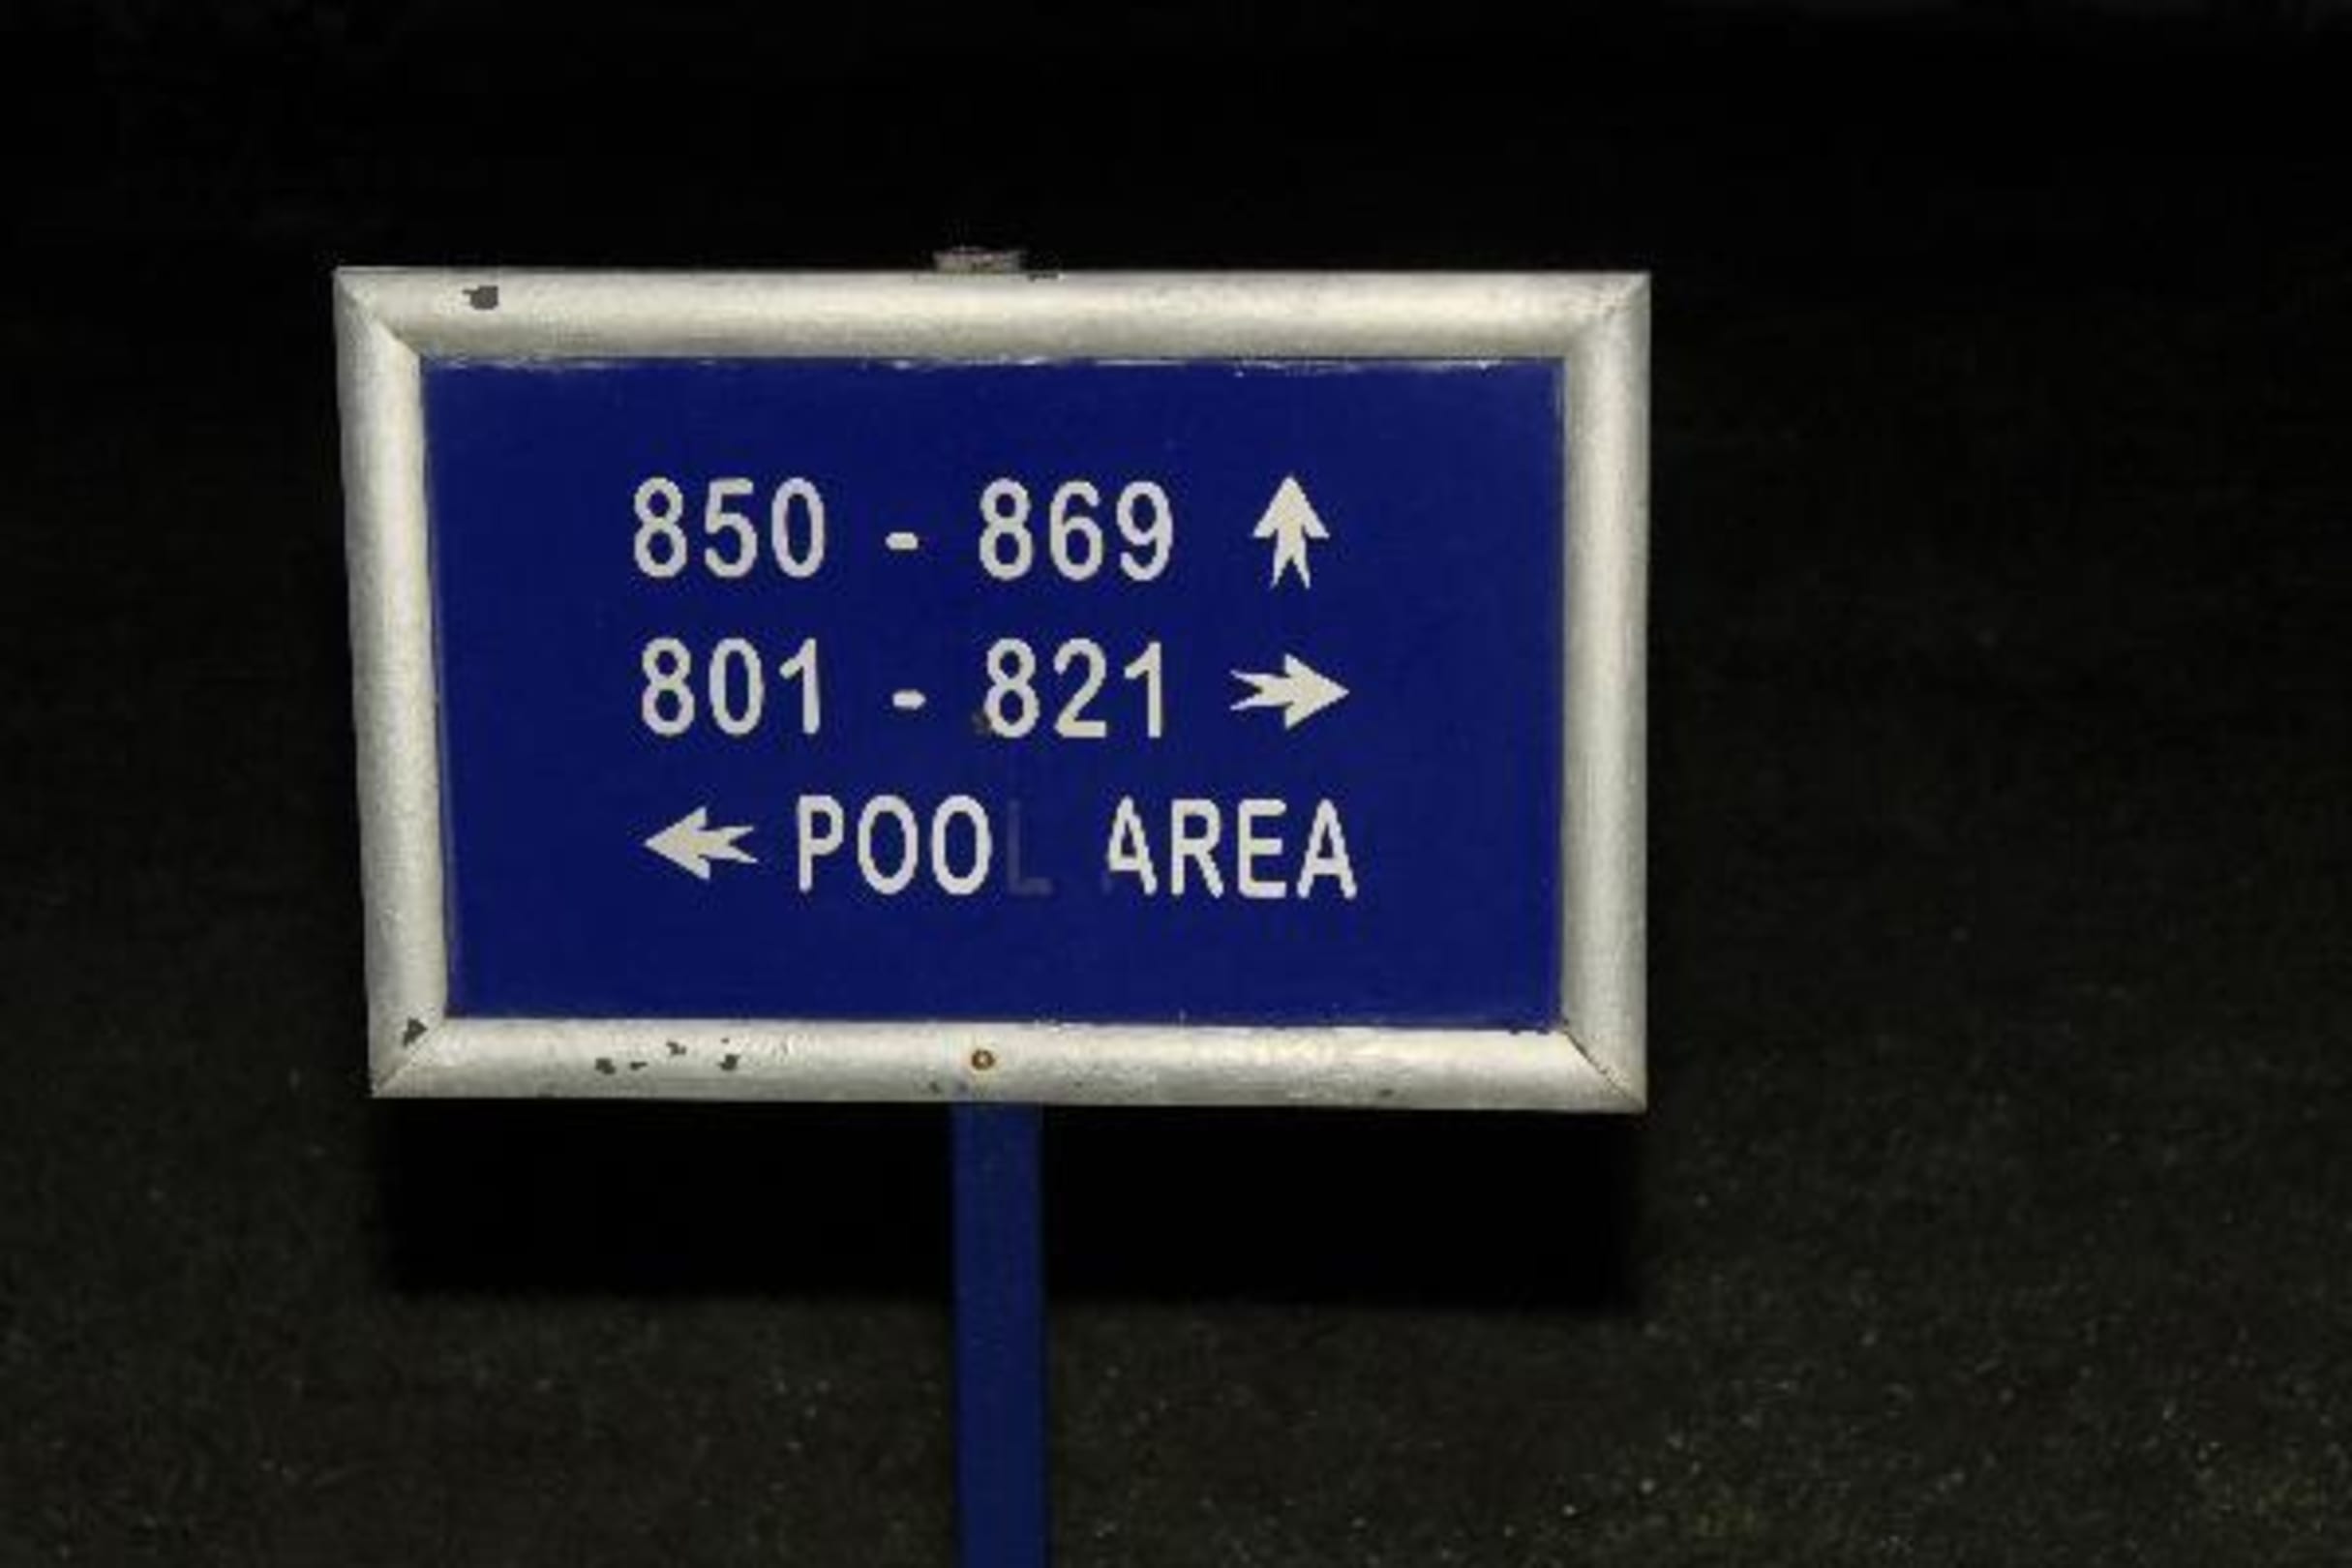 850 - 869 ↑
801 - 821 →
← POOL AREA